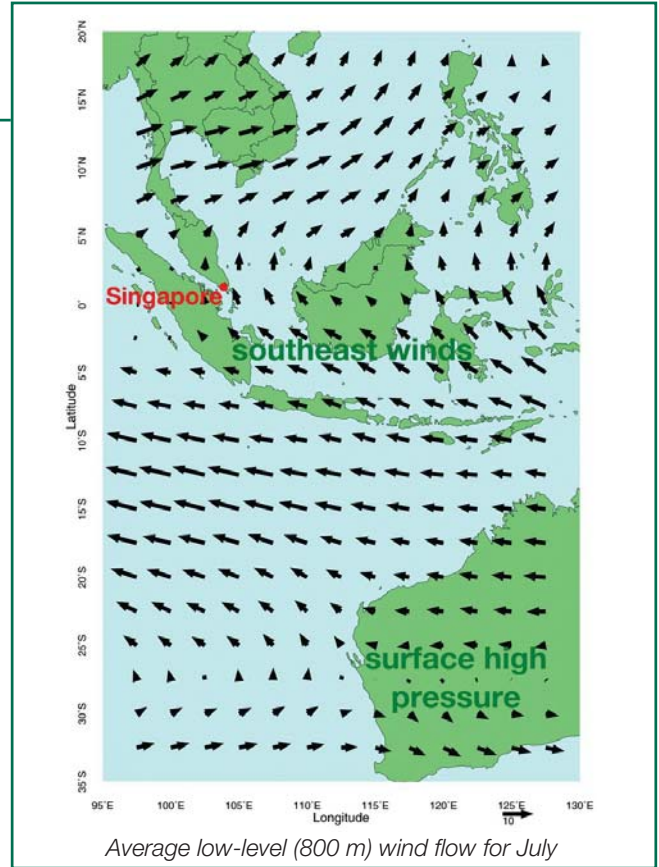 20˚N
15˚N
10˚N
5˚N
0˚
5˚S
10˚S
15˚S
20˚S
25˚S
30˚S
35˚S
Latitude
Singapore
southeast winds
surface high
pressure
95˚E 100˚E 105˚E 110˚E 115˚E 120˚E 125˚E 130˚E
Longitude
10
Average low-level (800 m) wind flow for July